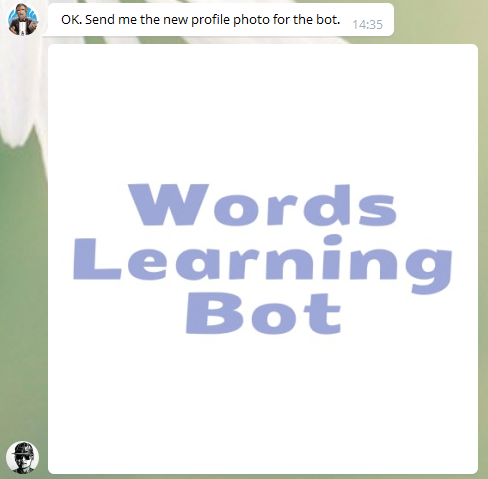 OK. Send me the new profile photo for the bot.
14:35
Words
Learning
Bot